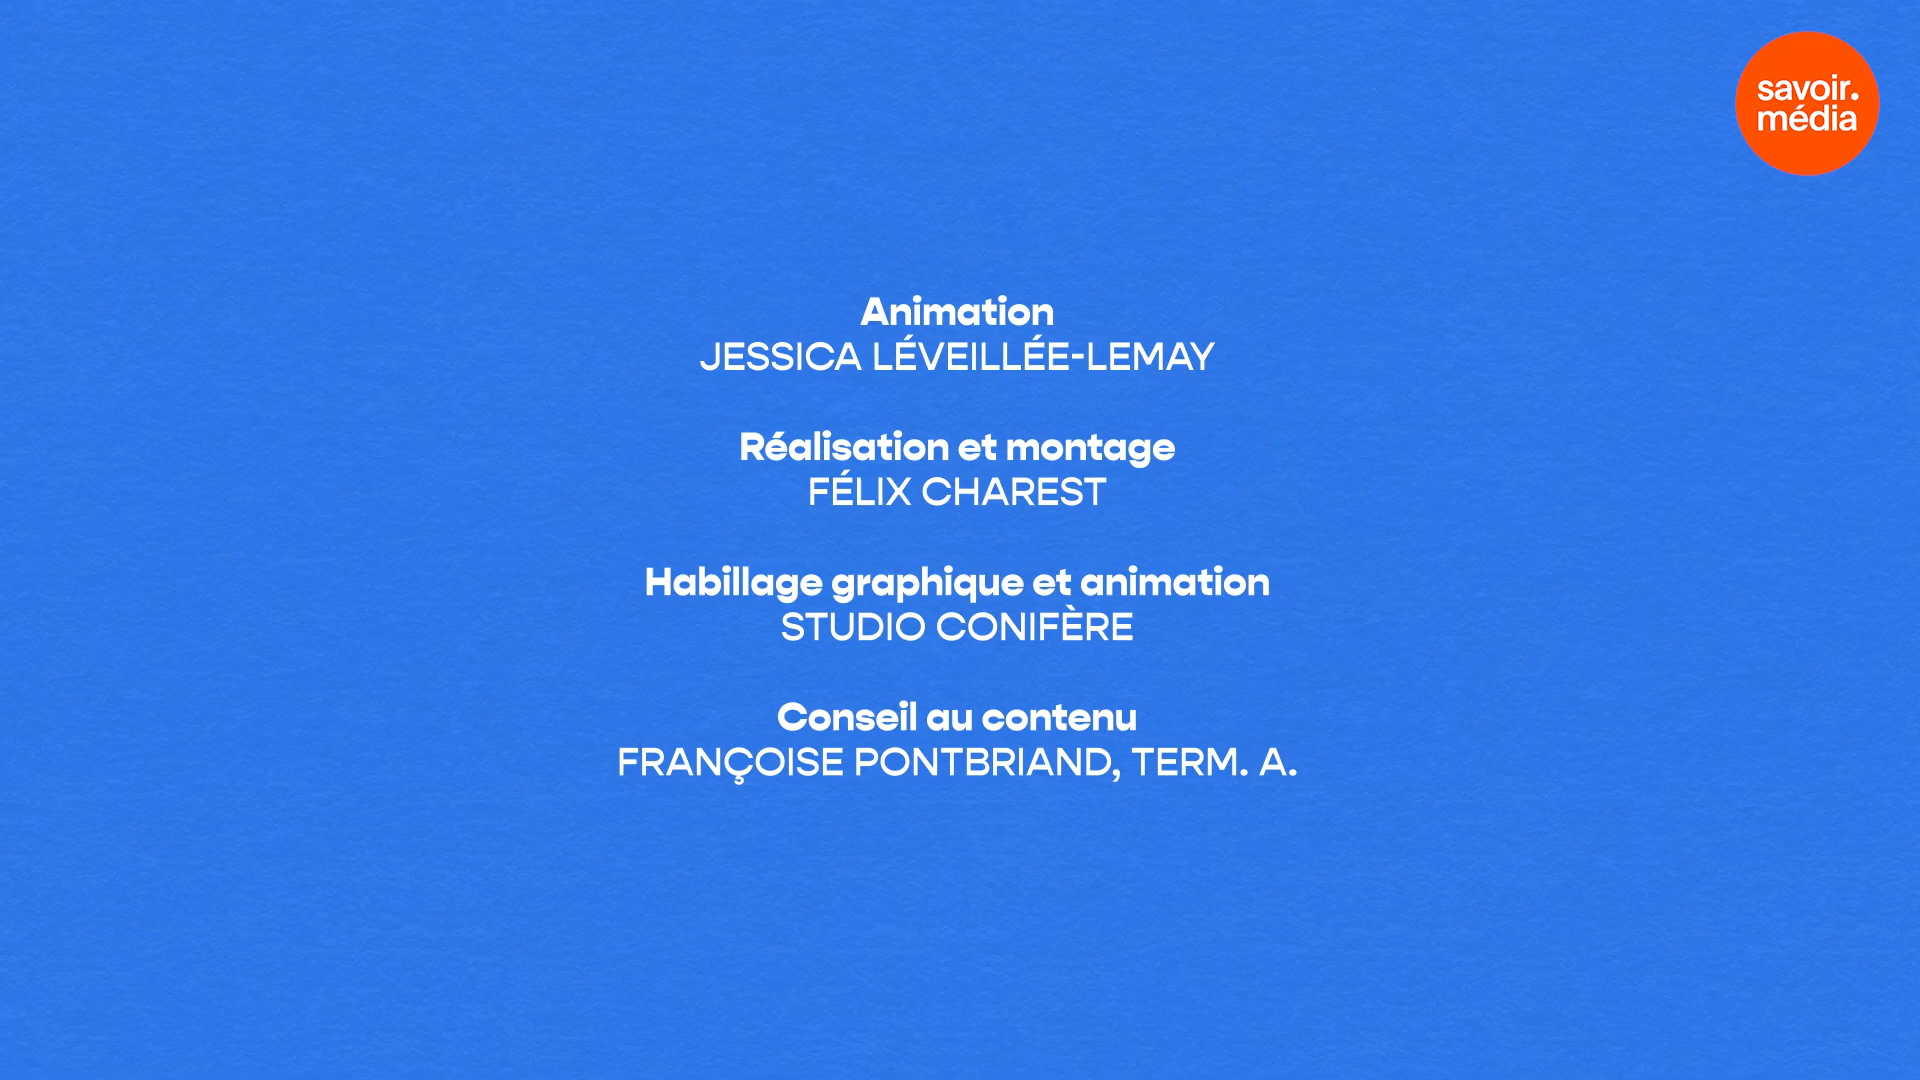 savoir.
média
Animation
JESSICA LÉVEILLÉE-LEMAY
Réalisation et montage
FÉLIX CHAREST
Habillage graphique et animation
STUDIO CONIFÈRE
Conseil au contenu
FRANÇOISE PONTBRIAND, TERM. A.